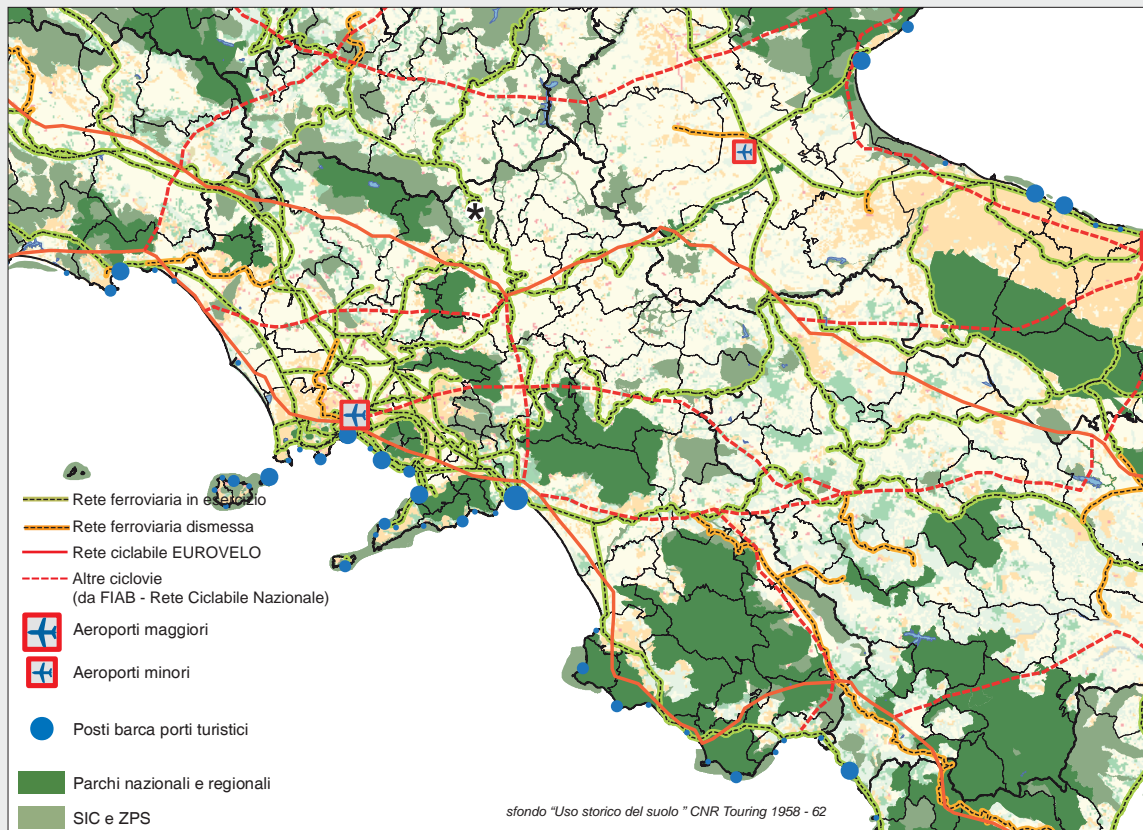 Rete ferroviaria in esercizio
Rete ferroviaria dismessa
Rete ciclabile EUROVELO
Altre ciclovie
(da FIAB - Rete Ciclabile Nazionale)
Aeroporti maggiori
Aeroporti minori
Posti barca porti turistici
Parchi nazionali e regionali
SIC e ZPS
sfondo “Uso storico del suolo ” CNR Touring 1958 - 62
*